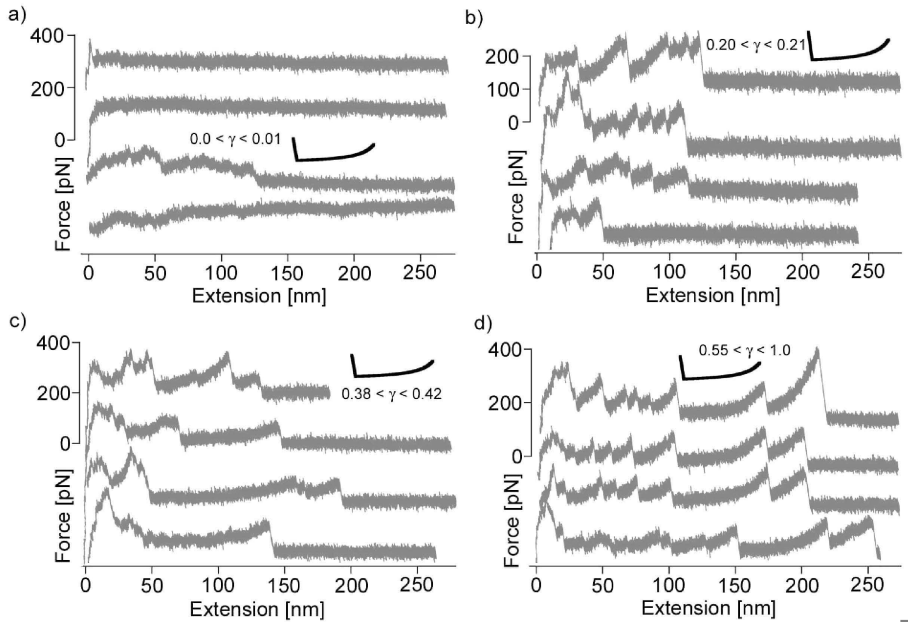 a)
400
200
0
Force [pN]
0.0 < γ < 0.01
0 50 100 150 200 250
Extension [nm]
b)
200
100
0
Force [pN]
0.20 < γ < 0.21
0 50 100 150 200 250
Extension [nm]
c)
400
200
0
Force [pN]
0.38 < γ < 0.42
0 50 100 150 200 250
Extension [nm]
d)
400
200
0
Force [pN]
0.55 < γ < 1.0
0 50 100 150 200 250
Extension [nm]